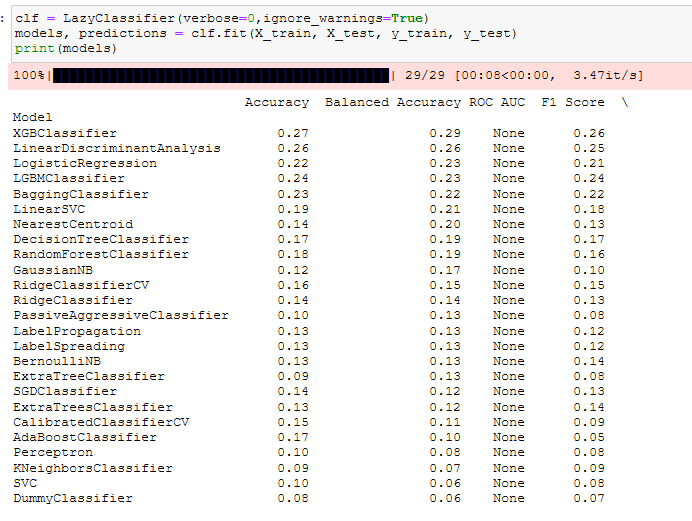 : clf = LazyClassifier(verbose=0,ignore_warnings=True)
models, predictions = clf.fit(X_train, X_test, y_train, y_test)
print(models)
100%|██████████| 29/29 [00:08<00:00, 3.47it/s]
Accuracy Balanced Accuracy ROC AUC F1 Score \
Model
XGBClassifier 0.27 0.29 None 0.26
LinearDiscriminantAnalysis 0.26 0.26 None 0.25
LogisticRegression 0.22 0.23 None 0.21
LGBMClassifier 0.24 0.23 None 0.24
BaggingClassifier 0.23 0.22 None 0.22
LinearSVC 0.19 0.21 None 0.18
NearestCentroid 0.14 0.20 None 0.13
DecisionTreeClassifier 0.17 0.19 None 0.17
RandomForestClassifier 0.18 0.19 None 0.16
GaussianNB 0.12 0.17 None 0.10
RidgeClassifierCV 0.16 0.15 None 0.15
RidgeClassifier 0.14 0.14 None 0.13
PassiveAggressiveClassifier 0.10 0.13 None 0.08
LabelPropagation 0.13 0.13 None 0.12
LabelSpreading 0.13 0.13 None 0.12
BernoulliNB 0.13 0.13 None 0.14
ExtraTreeClassifier 0.09 0.13 None 0.08
SGDClassifier 0.14 0.12 None 0.13
ExtraTreesClassifier 0.13 0.12 None 0.14
CalibratedClassifierCV 0.15 0.11 None 0.09
AdaBoostClassifier 0.17 0.10 None 0.05
Perceptron 0.10 0.08 None 0.08
KNeighborsClassifier 0.09 0.07 None 0.09
SVC 0.10 0.06 None 0.08
DummyClassifier 0.08 0.06 None 0.07